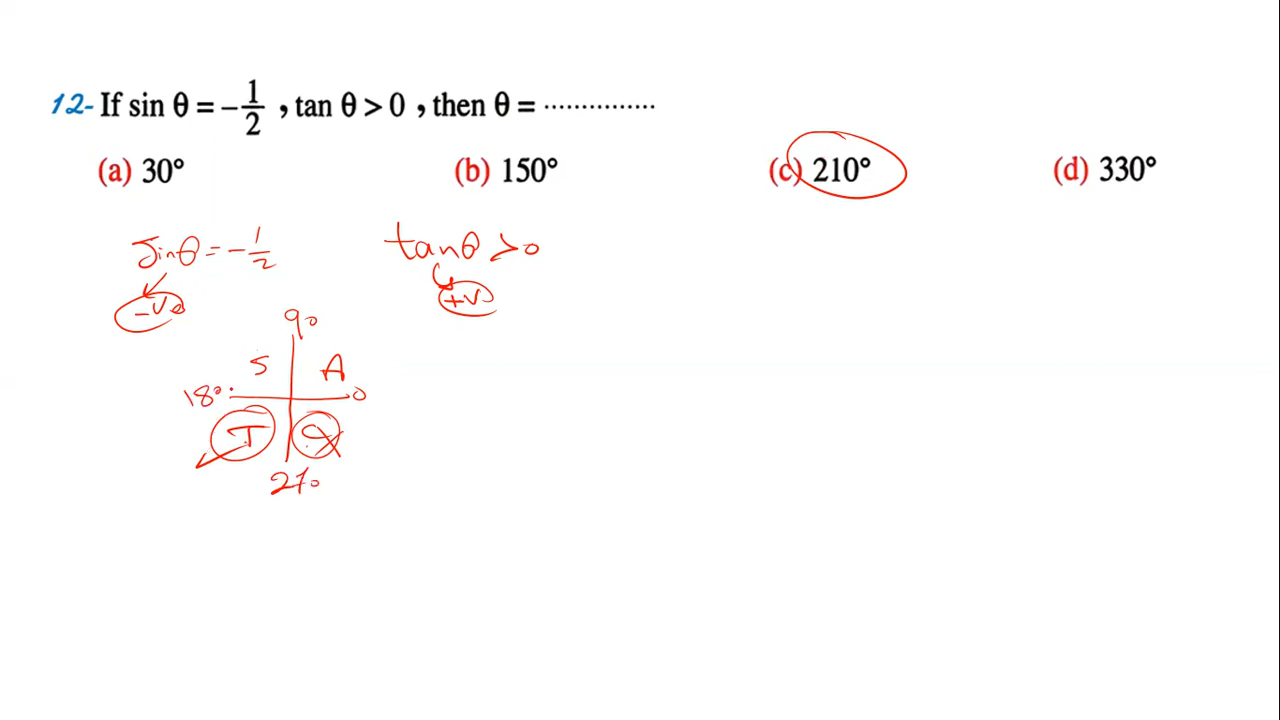 12- If sin θ = -1/2 , tan θ > 0 , then θ = ...............
(a) 30° (b) 150° (c) 210° (d) 330°
sinθ = -1/2 tanθ >0
-ve +ve
90
S A
180 0
T
270